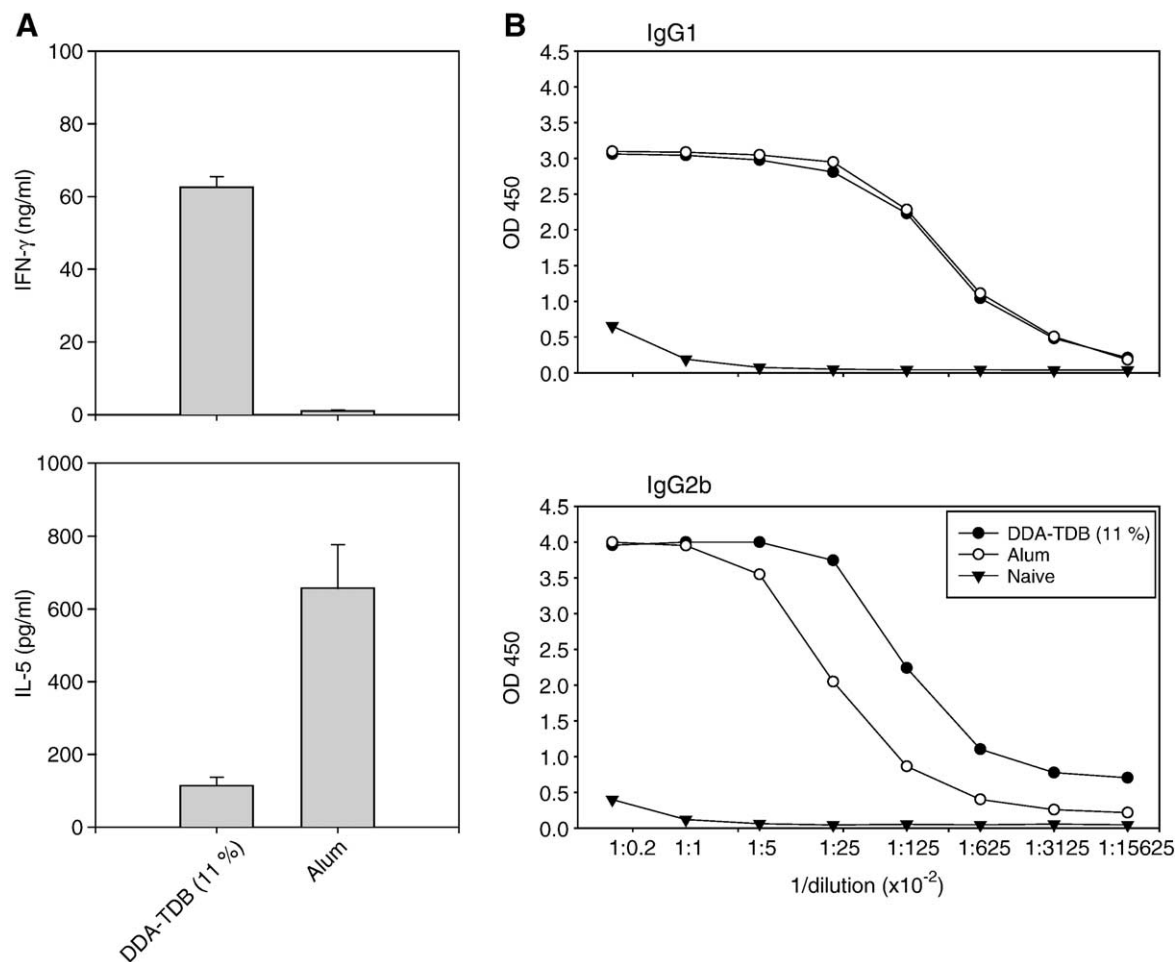 A
100
80
60
40
20
0
IFN-γ (ng/ml)
1000
800
600
400
200
0
IL-5 (pg/ml)
DDA-TDB (11 %)
Alum
B
IgG1
4.5
4.0
3.5
3.0
2.5
2.0
1.5
1.0
0.5
0.0
OD 450
IgG2b
4.5
4.0
3.5
3.0
2.5
2.0
1.5
1.0
0.5
0.0
OD 450
DDA-TDB (11 %)
Alum
Naive
1:0.2 1:1 1:5 1:25 1:125 1:625 1:3125 1:15625
1/dilution (x10⁻²)